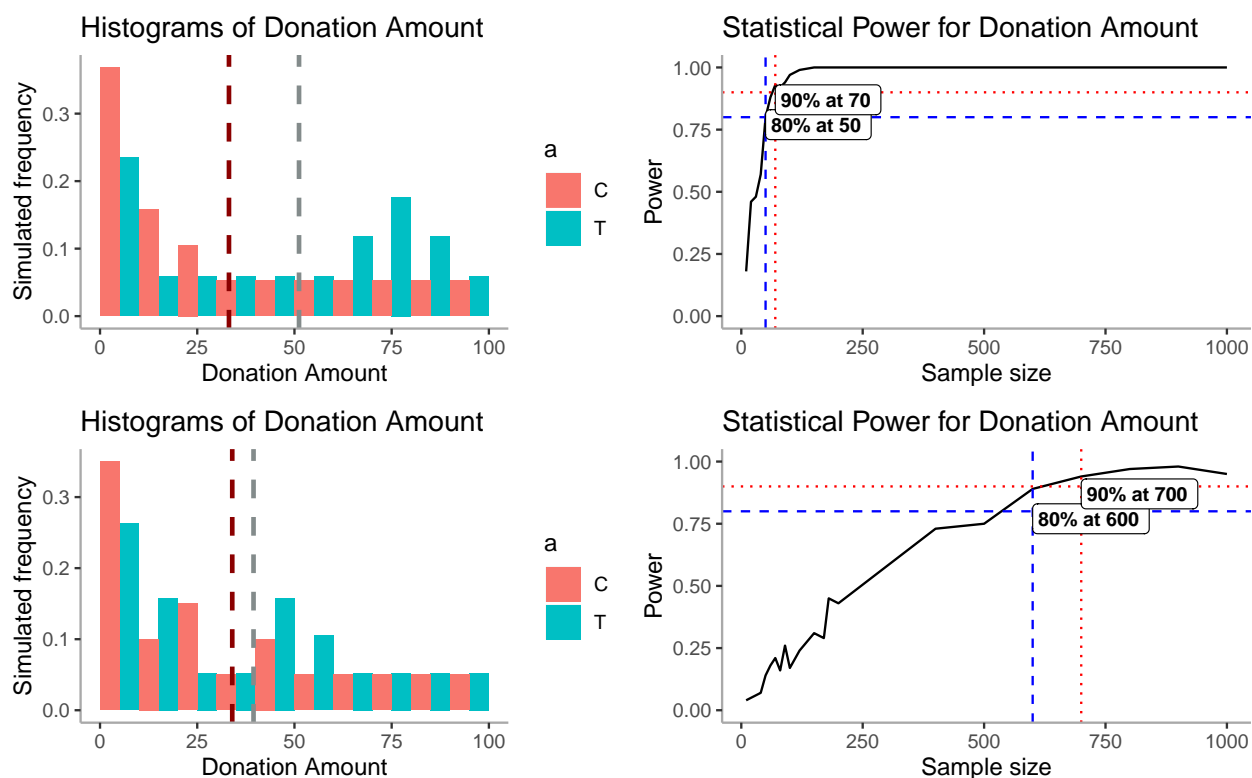 Histograms of Donation Amount
Simulated frequency
0.3
0.2
0.1
0.0
0 25 50 75 100
Donation Amount
a
C
T
Statistical Power for Donation Amount
Power
1.00
0.75
0.50
0.25
0.00
90% at 70
80% at 50
0 250 500 750 1000
Sample size
Histograms of Donation Amount
Simulated frequency
0.3
0.2
0.1
0.0
0 25 50 75 100
Donation Amount
a
C
T
Statistical Power for Donation Amount
Power
1.00
0.75
0.50
0.25
0.00
90% at 700
80% at 600
0 250 500 750 1000
Sample size